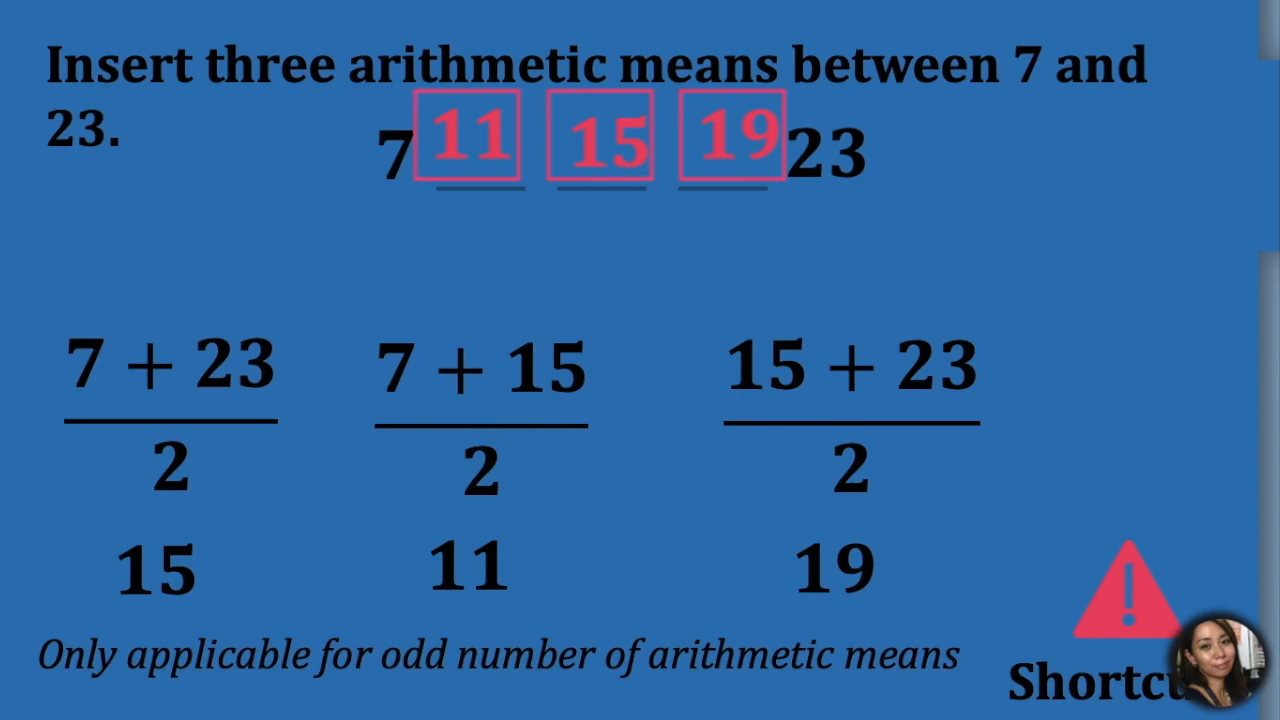 Insert three arithmetic means between 7 and
23.
7 11 15 19 23
7 + 23 7 + 15 15 + 23
2 2 2
15 11 19
Only applicable for odd number of arithmetic means